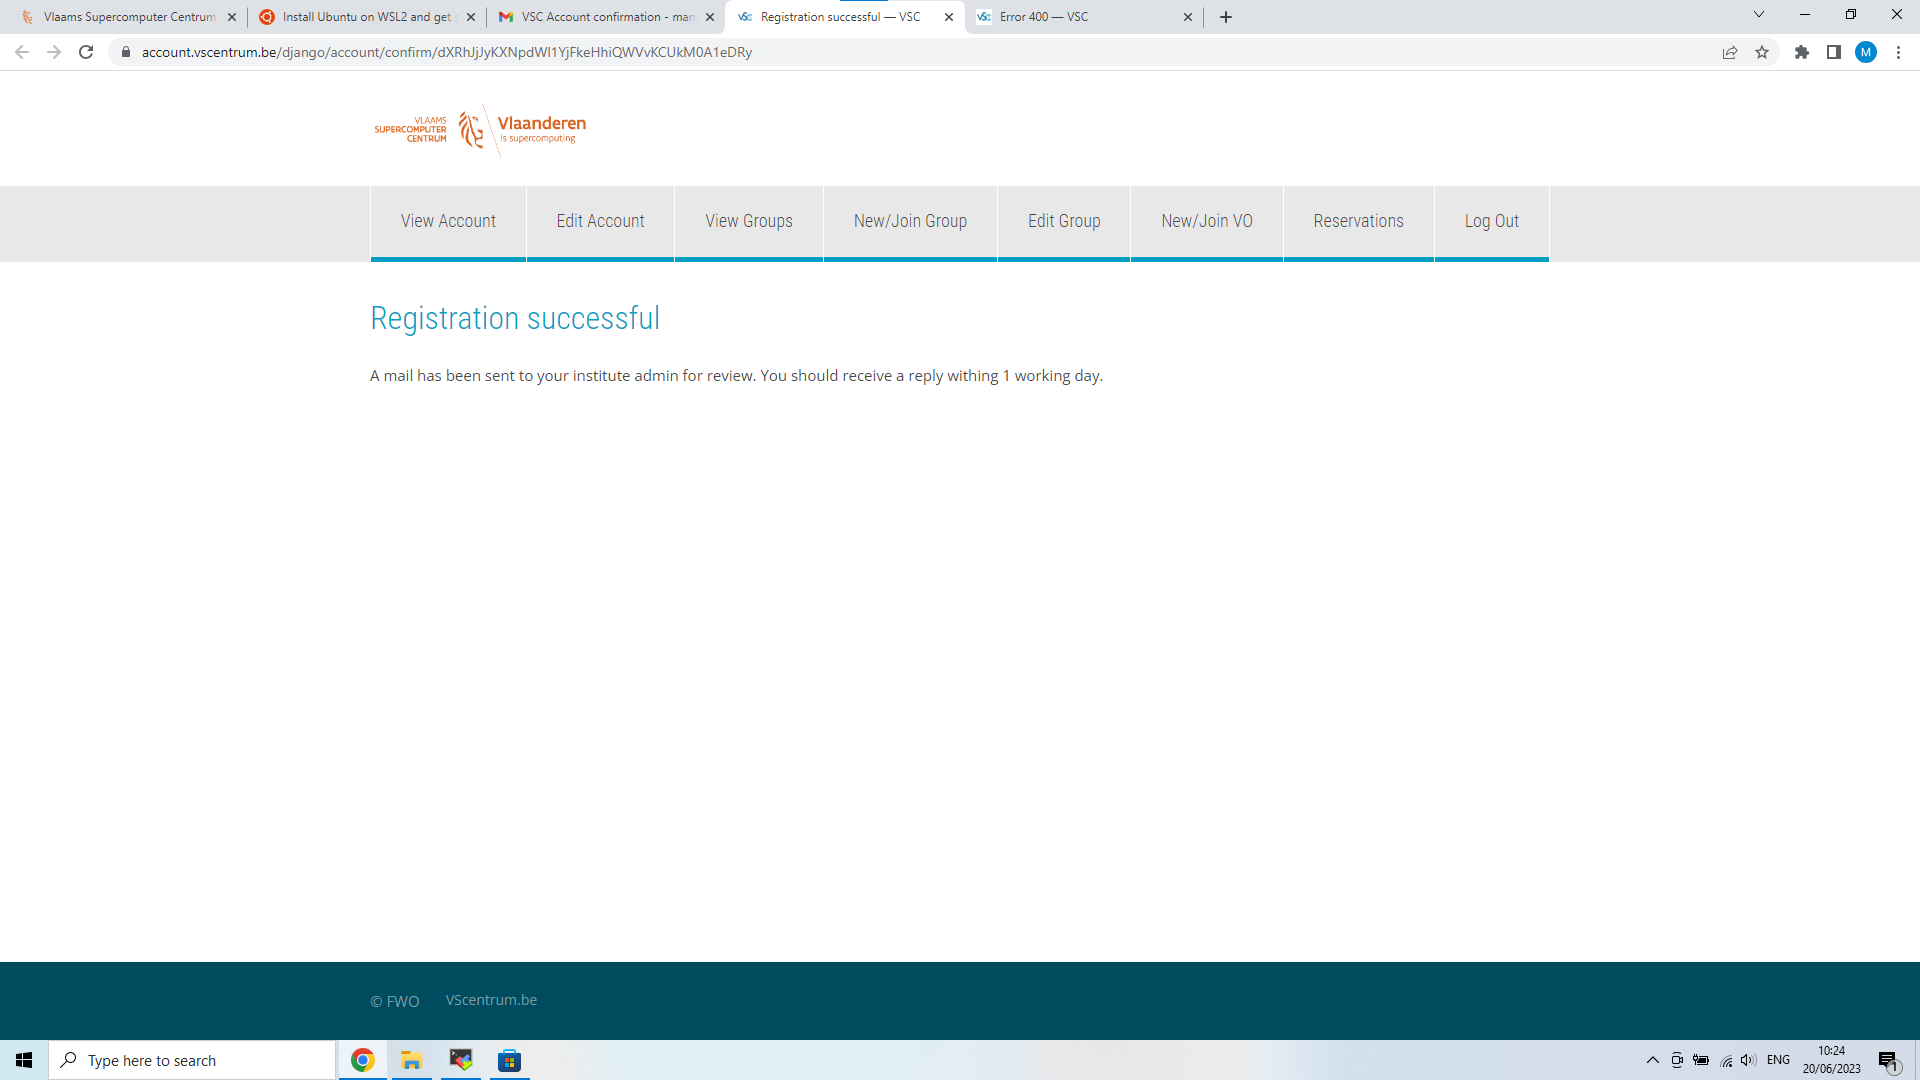 Vlaams Supercomputer Centrum
Install Ubuntu on WSL2 and get s
VSC Account confirmation - man
Registration successful — VSC
Error 400 — VSC
account.vscentrum.be/django/account/confirm/dXRhJjJyKXNpdWl1YjFkeHhiQWVvKCUkM0A1eDRy
M
VLAAMS
SUPERCOMPUTER
CENTRUM
Vlaanderen
is supercomputing
View Account
Edit Account
View Groups
New/Join Group
Edit Group
New/Join VO
Reservations
Log Out
Registration successful
A mail has been sent to your institute admin for review. You should receive a reply withing 1 working day.
© FWO
VScentrum.be
Type here to search
ENG
10:24
20/06/2023
1